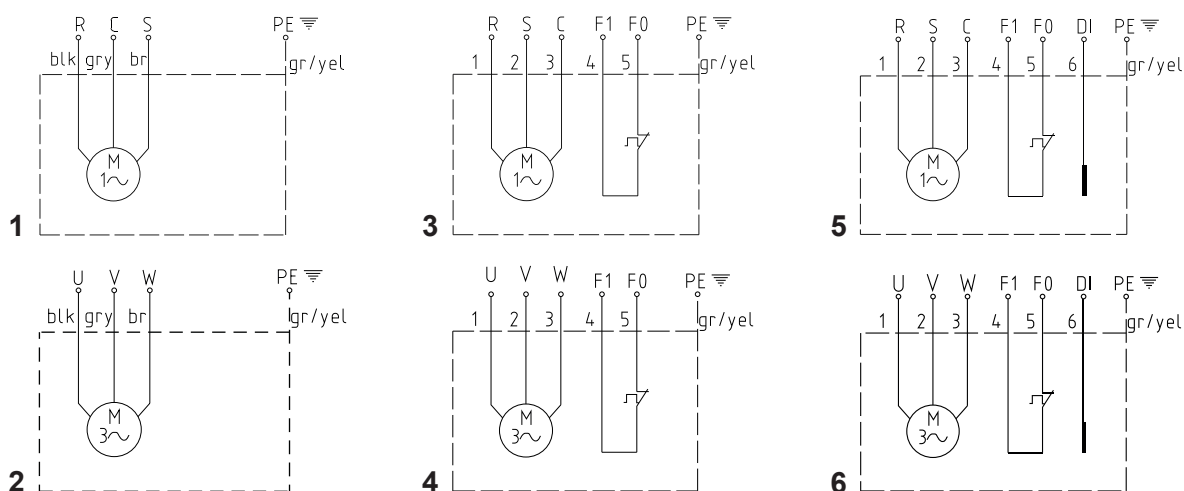 R C S PE
blk gry br gr/yel
M
1~
1
R S C F1 F0 PE
1 2 3 4 5 gr/yel
M
1~
3
R S C F1 F0 DI PE
1 2 3 4 5 6 gr/yel
M
1~
5
U V W PE
blk gry br gr/yel
M
3~
2
U V W F1 F0 PE
1 2 3 4 5 gr/yel
M
3~
4
U V W F1 F0 DI PE
1 2 3 4 5 6 gr/yel
M
3~
6